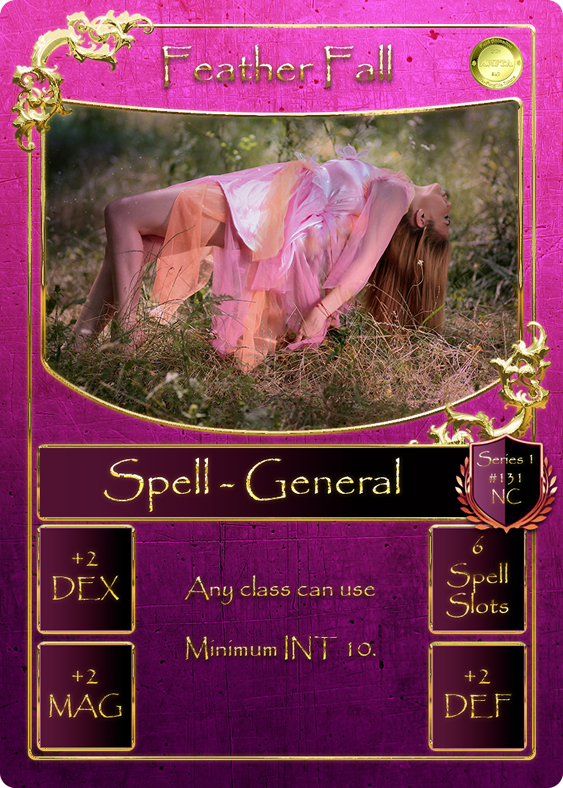 Feather Fall
Spell - General
Series 1
#131
NC
+2
DEX
Any class can use
Minimum INT 10.
6
Spell
Slots
+2
MAG
+2
DEF